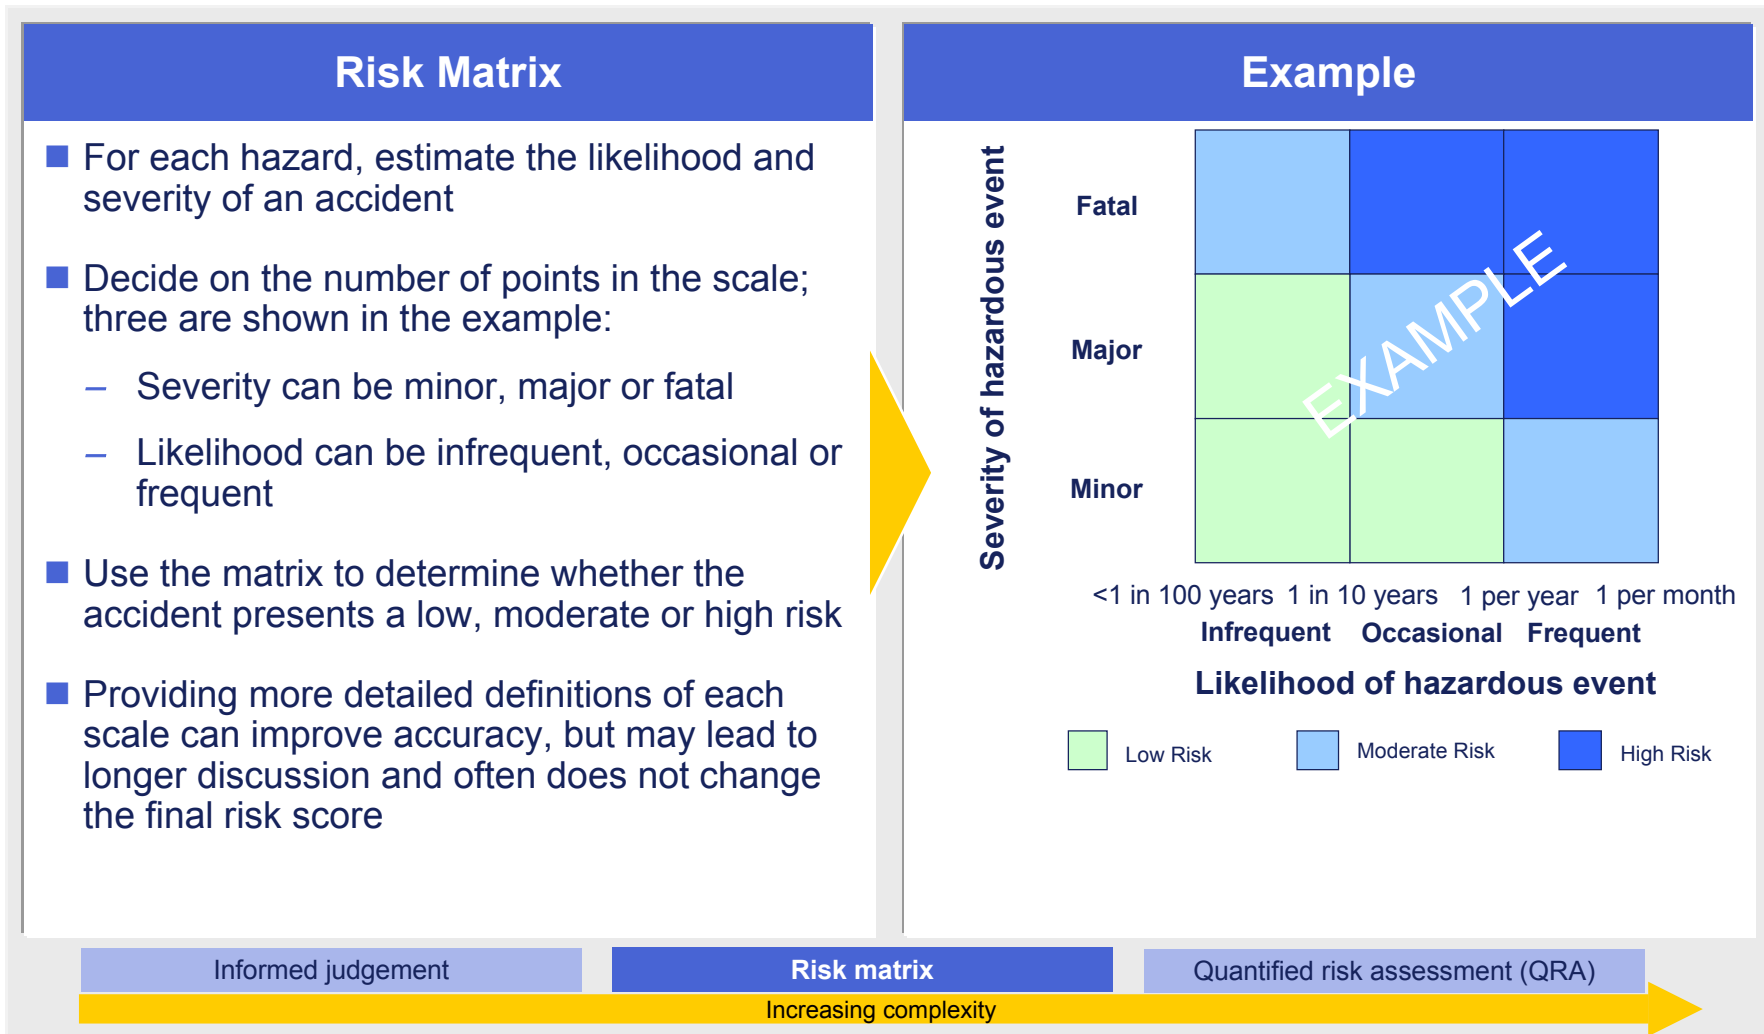 Risk Matrix
■ For each hazard, estimate the likelihood and
severity of an accident
■ Decide on the number of points in the scale;
three are shown in the example:
– Severity can be minor, major or fatal
– Likelihood can be infrequent, occasional or
frequent
■ Use the matrix to determine whether the
accident presents a low, moderate or high risk
■ Providing more detailed definitions of each
scale can improve accuracy, but may lead to
longer discussion and often does not change
the final risk score
Example
Severity of hazardous event
Fatal
Major
Minor
EXAMPLE
<1 in 100 years 1 in 10 years 1 per year 1 per month
Infrequent Occasional Frequent
Likelihood of hazardous event
Low Risk Moderate Risk High Risk
Informed judgement
Risk matrix
Quantified risk assessment (QRA)
Increasing complexity